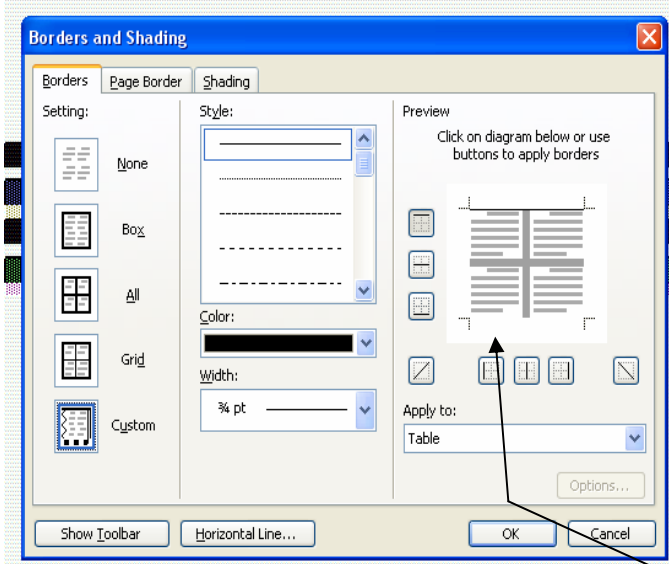 Borders and Shading
Borders
Page Border
Shading
Setting:
None
Box
All
Grid
Custom
Style:
Color:
Width:
¾ pt
Preview
Click on diagram below or use
buttons to apply borders
Apply to:
Table
Options...
Show Toolbar
Horizontal Line...
OK
Cancel